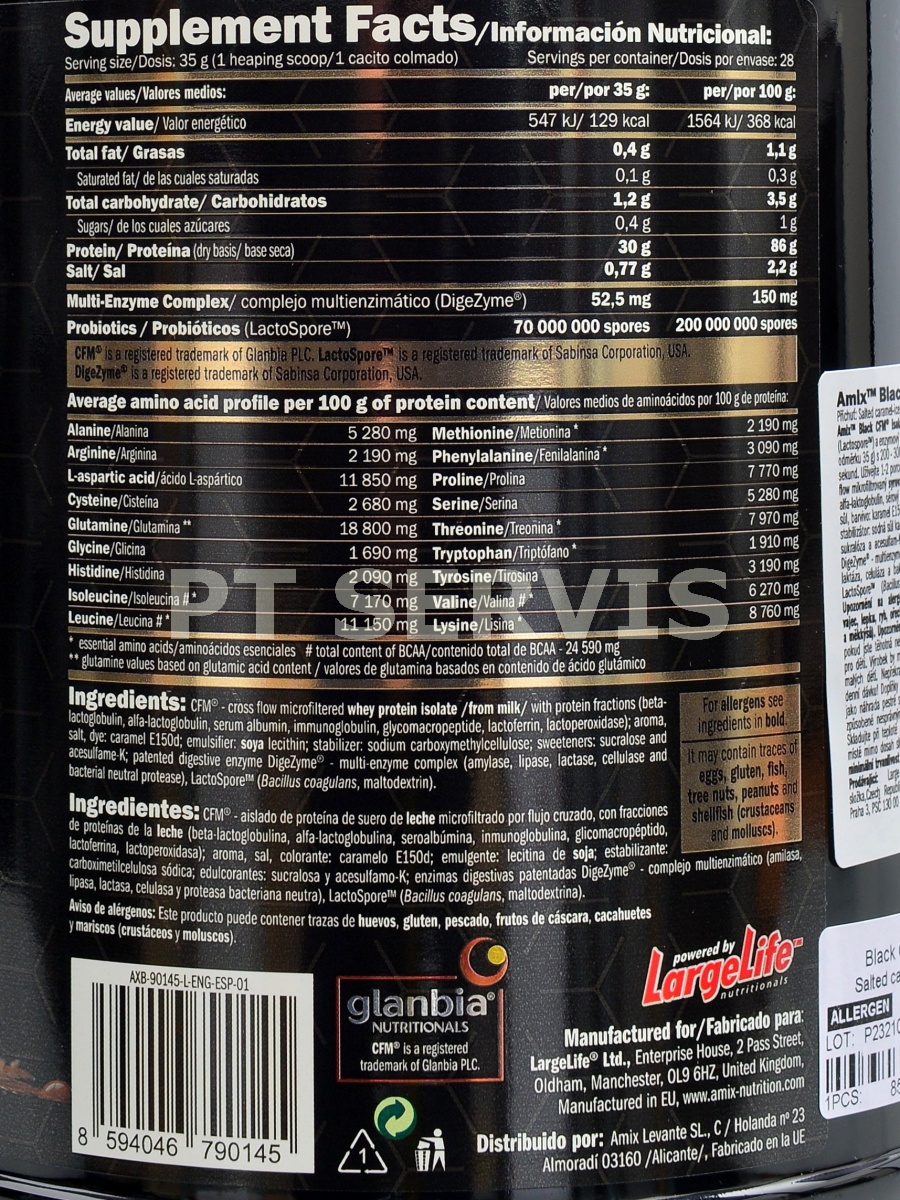 Supplement Facts/Información Nutricional:
Serving size/Dosis: 35 g (1 heaping scoop/1 cacito colmado) Servings per container/Dosis por envase: 28
Average values/Valores medios: per/por 35 g: per/por 100 g:
Energy value/ Valor energético 547 kJ/ 129 kcal 1564 kJ/ 368 kcal
Total fat/ Grasas 0,4 g 1,1 g
Saturated fat/ de las cuales saturadas 0,1 g 0,3 g
Total carbohydrate/ Carbohidratos 1,2 g 3,5 g
Sugars/ de los cuales azúcares 0,4 g 1 g
Protein/ Proteína (dry basis/ base seca) 30 g 86 g
Salt/ Sal 0,77 g 2,2 g
Multi-Enzyme Complex/ complejo multienzimático (DigeZyme®) 52,5 mg 150 mg
Probiotics / Probióticos (LactoSpore™) 70 000 000 spores 200 000 000 spores
CFM® is a registered trademark of Glanbia PLC. LactoSpore™ is a registered trademark of Sabinsa Corporation, USA.
DigeZyme® is a registered trademark of Sabinsa Corporation, USA.
Average amino acid profile per 100 g of protein content/ Valores medios de aminoácidos por 100 g de proteína:
Alanine/Alanina 5 280 mg Methionine/Metionina * 2 190 mg
Arginine/Arginina 2 190 mg Phenylalanine/Fenilalanina * 3 090 mg
L-aspartic acid/ácido L-aspártico 11 850 mg Proline/Prolina 7 770 mg
Cysteine/Cisteína 2 680 mg Serine/Serina 5 280 mg
Glutamine/Glutamina ** 18 800 mg Threonine/Treonina * 7 970 mg
Glycine/Glicina 1 690 mg Tryptophan/Triptófano * 1 910 mg
Histidine/Histidina 2 090 mg Tyrosine/Tirosina 3 190 mg
Isoleucine/Isoleucina # * 7 170 mg Valine/Valina # * 6 270 mg
Leucine/Leucina # * 11 150 mg Lysine/Lisina * 8 760 mg
PT SERVIS
* essential amino acids/aminoácidos esenciales # total content of BCAA/contenido total de BCAA - 24 590 mg
** glutamine values based on glutamic acid content / valores de glutamina basados en contenido de ácido glutámico
Ingredients: CFM® - cross flow microfiltered whey protein isolate /from milk/ with protein fractions (beta-
lactoglobulin, alfa-lactoglobulin, serum albumin, immunoglobulin, glycomacropeptide, lactoferrin, lactoperoxidase); aroma,
salt, dye: caramel E150d; emulsifier: soya lecithin; stabilizer: sodium carboxymethylcellulose; sweeteners: sucralose and
acesulfame-K; patented digestive enzyme DigeZyme® - multi-enzyme complex (amylase, lipase, lactase, cellulase and
bacterial neutral protease), LactoSpore™ (Bacillus coagulans, maltodextrin).
For allergens see
ingredients in bold.
It may contain traces of
eggs, gluten, fish,
tree nuts, peanuts and
shellfish (crustaceans
and molluscs).
Ingredientes: CFM® - aislado de proteína de suero de leche microfiltrado por flujo cruzado, con fracciones
de proteínas de la leche (beta-lactoglobulina, alfa-lactoglobulina, seroalbúmina, inmunoglobulina, glicomacropéptido,
lactoferrina, lactoperoxidasa); aroma, sal, colorante: caramelo E150d; emulgente: lecitina de soja; estabilizante:
carboximetilcelulosa sódica; edulcorantes: sucralosa y acesulfamo-K; enzimas digestivas patentadas DigeZyme® - complejo multienzimático (amilasa,
lipasa, lactasa, celulasa y proteasa bacteriana neutra), LactoSpore™ (Bacillus coagulans, maltodextrina).
Aviso de alérgenos: Este producto puede contener trazas de huevos, gluten, pescado, frutos de cáscara, cacahuetes
y mariscos (crustáceos y moluscos).
AXB-90145-L-ENG-ESP-01
8 594046 790145
glanbia®
NUTRITIONALS
CFM® is a registered
trademark of Glanbia PLC.
1
powered by
LargeLife™
nutritionals
Manufactured for/Fabricado para:
LargeLife® Ltd., Enterprise House, 2 Pass Street,
Oldham, Manchester, OL9 6HZ, United Kingdom,
Manufactured in EU, www.amix-nutrition.com
Distribuido por: Amix Levante SL., C / Holanda nº 23
Almoradí 03160 /Alicante/, Fabricado en la UE
Amix™ Blac
Black
Salted ca
ALLERGEN
LOT: P2321
1PCS: 85